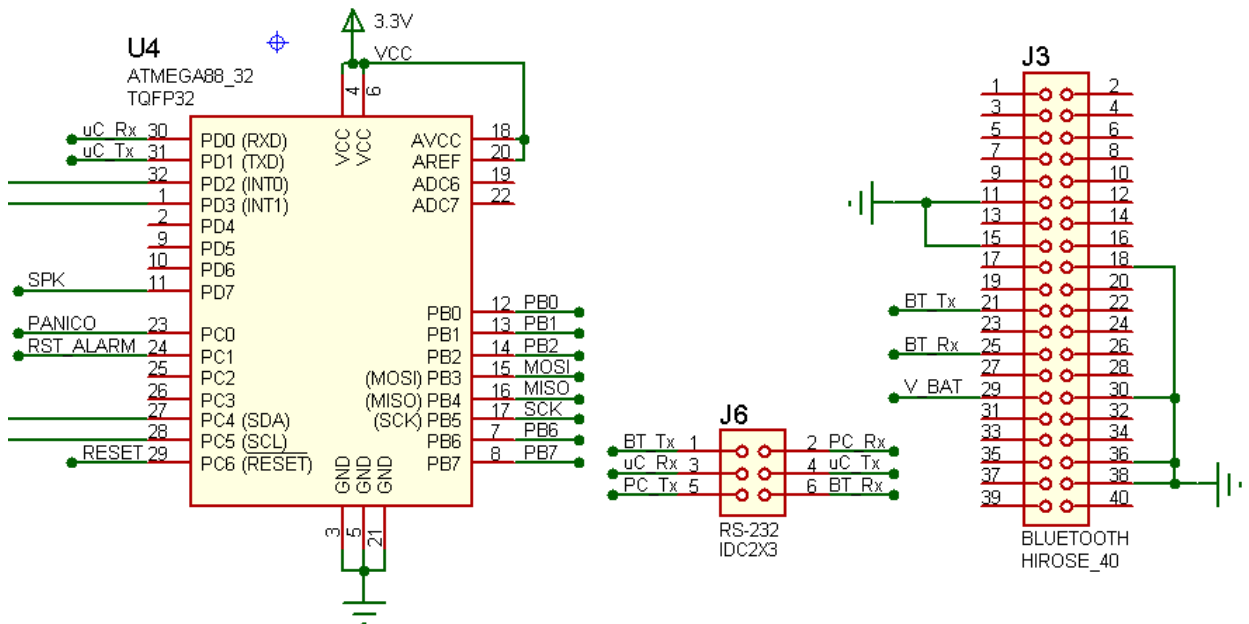 3.3V
VCC
U4
ATMEGA88_32
TQFP32
4 6
VCC VCC
uC_Rx 30 PD0 (RXD) AVCC 18
uC_Tx 31 PD1 (TXD) AREF 20
32 PD2 (INT0) ADC6 19
1 PD3 (INT1) ADC7 22
2 PD4
9 PD5
10 PD6
SPK 11 PD7
PB0 12 PB0
PANICO 23 PC0 PB1 13 PB1
RST_ALARM 24 PC1 PB2 14 PB2
25 PC2 (MOSI) PB3 15 MOSI
26 PC3 (MISO) PB4 16 MISO
27 PC4 (SDA) (SCK) PB5 17 SCK
28 PC5 (SCL) PB6 7 PB6
RESET 29 PC6 (RESET) PB7 8 PB7
GND GND GND
3 5 21
J6
BT_Tx 1 2 PC_Rx
uC_Rx 3 4 uC_Tx
PC_Tx 5 6 BT_Rx
RS-232
IDC2X3
J3
1 2
3 4
5 6
7 8
9 10
11 12
13 14
15 16
17 18
19 20
BT_Tx 21 22
23 24
BT_Rx 25 26
27 28
V_BAT 29 30
31 32
33 34
35 36
37 38
39 40
BLUETOOTH
HIROSE_40